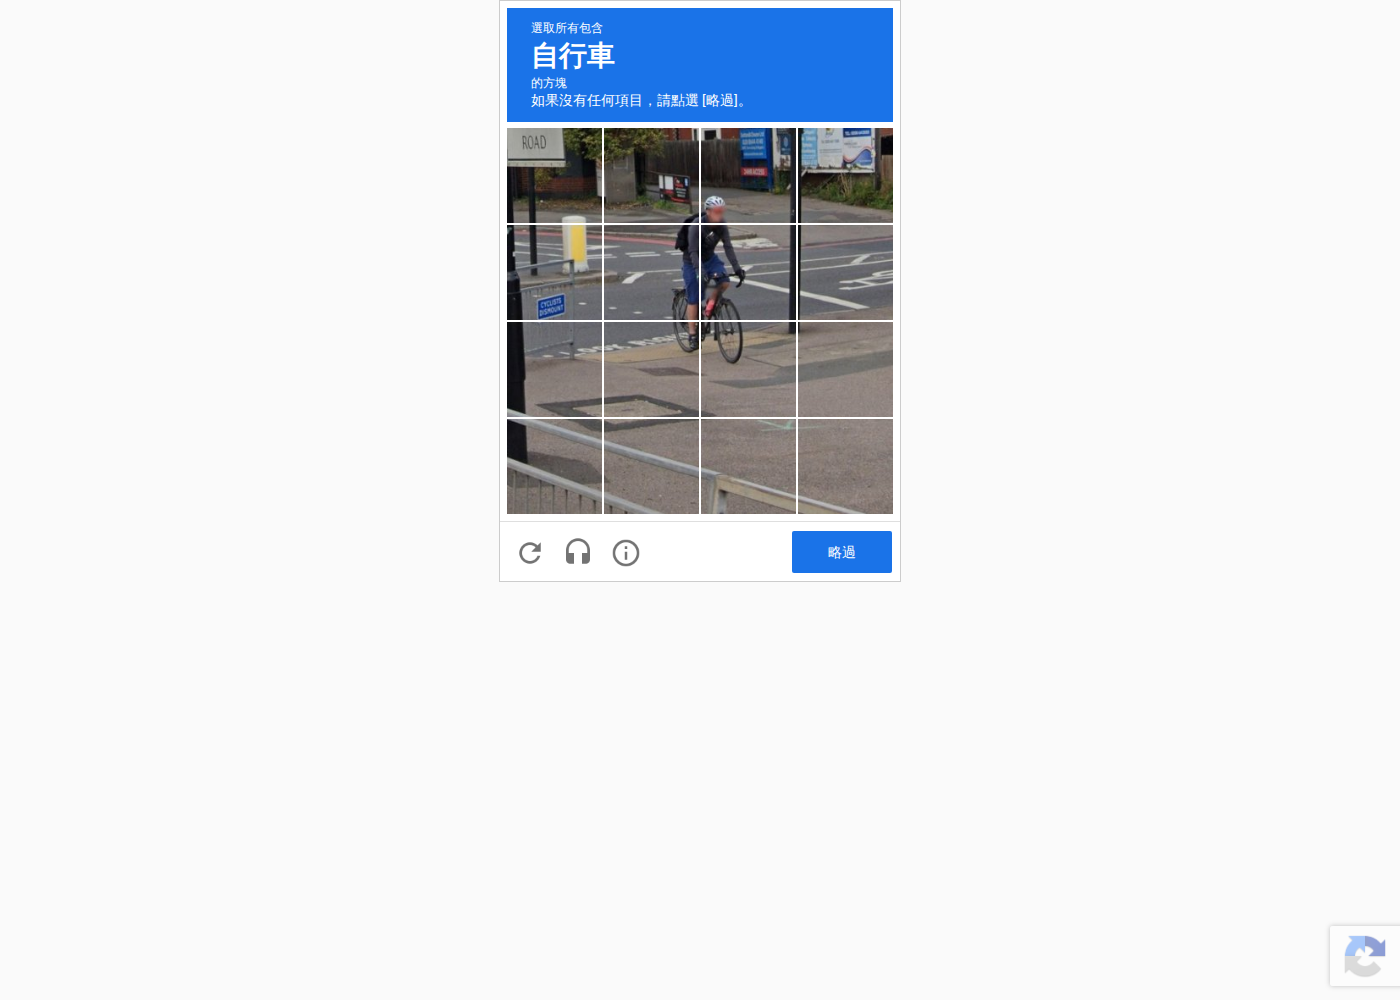 選取所有包含
自行車
的方塊
如果沒有任何項目，請點選 [略過]。
ROAD
CYCLISTS
DISMOUNT
略過